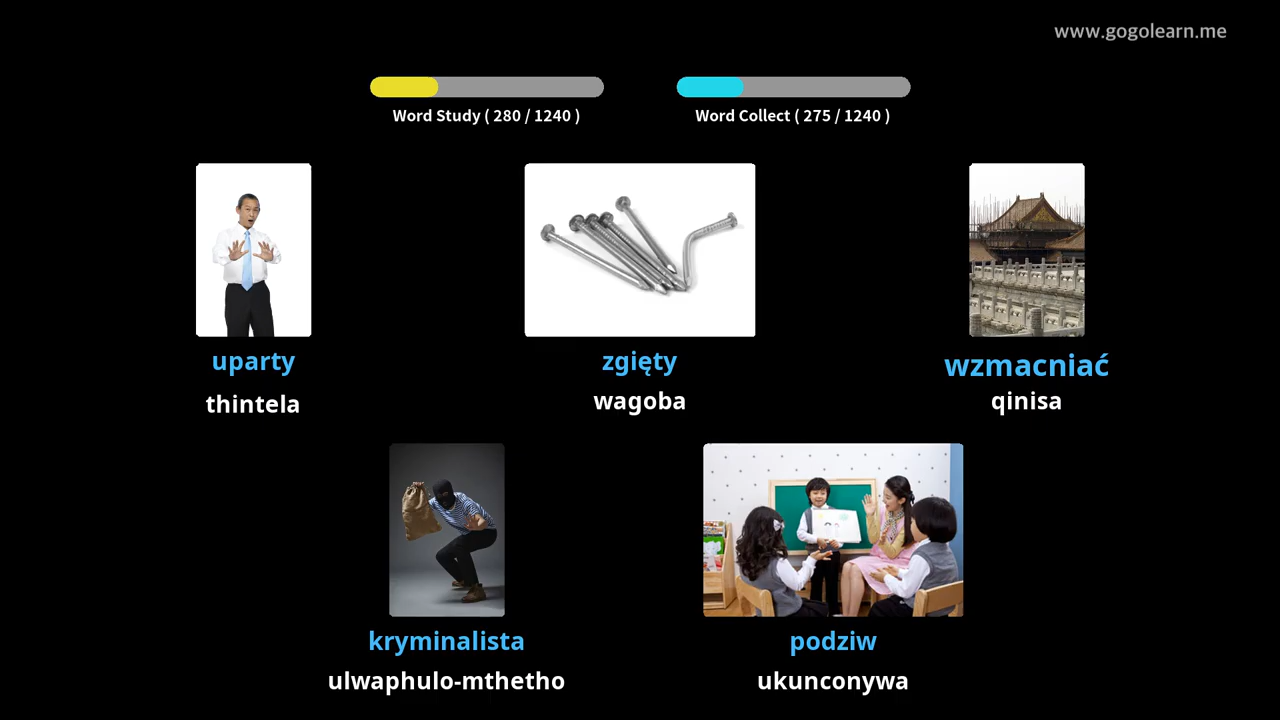 www.gogolearn.me
Word Study ( 280 / 1240 )
Word Collect ( 275 / 1240 )
uparty
thintela
zgięty
wagoba
wzmacniać
qinisa
kryminalista
ulwaphulo-mthetho
podziw
ukunconywa